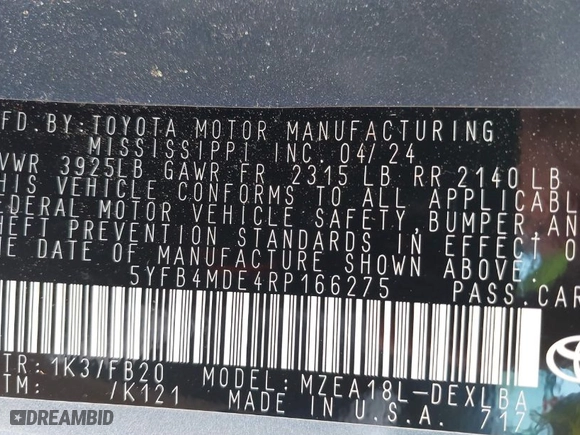 MFD. BY: TOYOTA MOTOR MANUFACTURING
MISSISSIPPI INC. 04/24
VWR 3925LB GAWR FR 2315 LB RR 2140 LB
HIS VEHICLE CONFORMS TO ALL APPLICABL
FEDERAL MOTOR VEHICLE SAFETY, BUMPER AN
HEFT PREVENTION STANDARDS IN EFFECT O
HE DATE OF MANUFACTURE SHOWN ABOVE.
5YFB4MDE4RP166275 PASS. CAR
TR: 1K3/FB20 MODEL: MZEA18L-DEXLBA
TM: /K121 MADE IN U.S.A. 717
DREAMBID